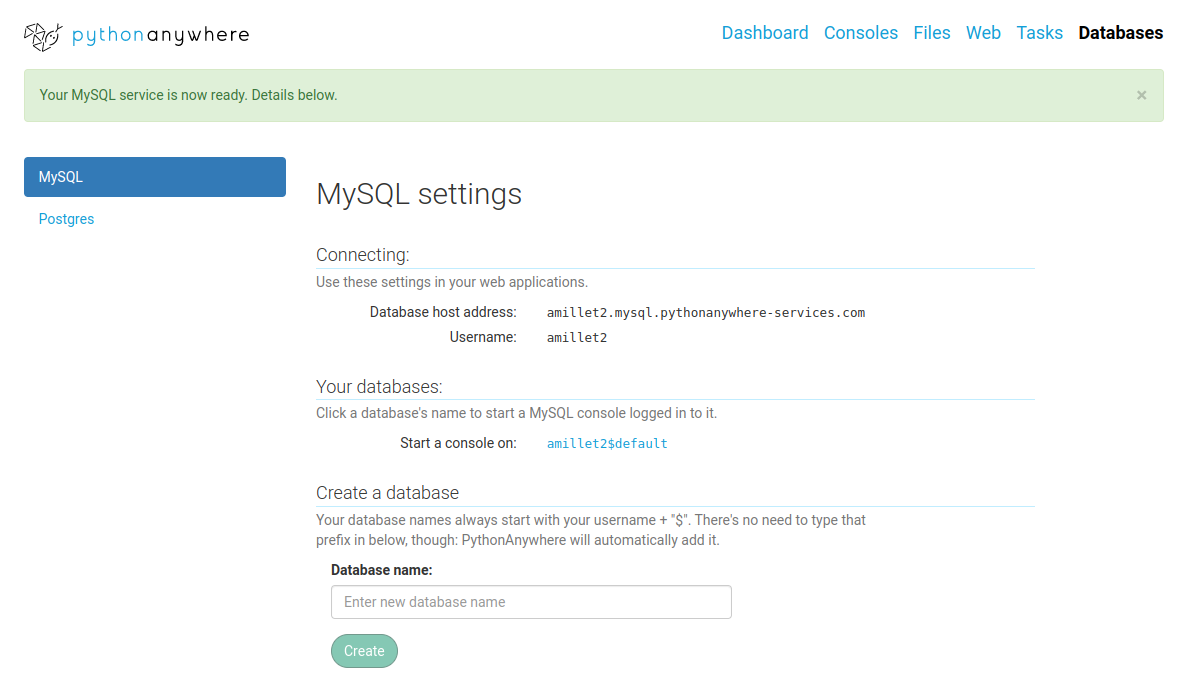 pythonanywhere
Dashboard Consoles Files Web Tasks Databases
Your MySQL service is now ready. Details below.
×
MySQL
Postgres
MySQL settings
Connecting:
Use these settings in your web applications.
Database host address: amillet2.mysql.pythonanywhere-services.com
Username: amillet2
Your databases:
Click a database's name to start a MySQL console logged in to it.
Start a console on: amillet2$default
Create a database
Your database names always start with your username + "$". There's no need to type that
prefix in below, though: PythonAnywhere will automatically add it.
Database name:
Enter new database name
Create